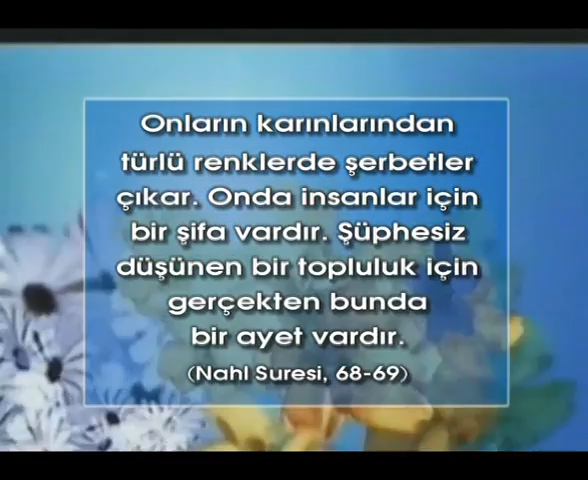 Onların karınlarından
türlü renklerde şerbetler
çıkar. Onda insanlar için
bir şifa vardır. Şüphesiz
düşünen bir topluluk için
gerçekten bunda
bir ayet vardır.
(Nahl Suresi, 68-69)